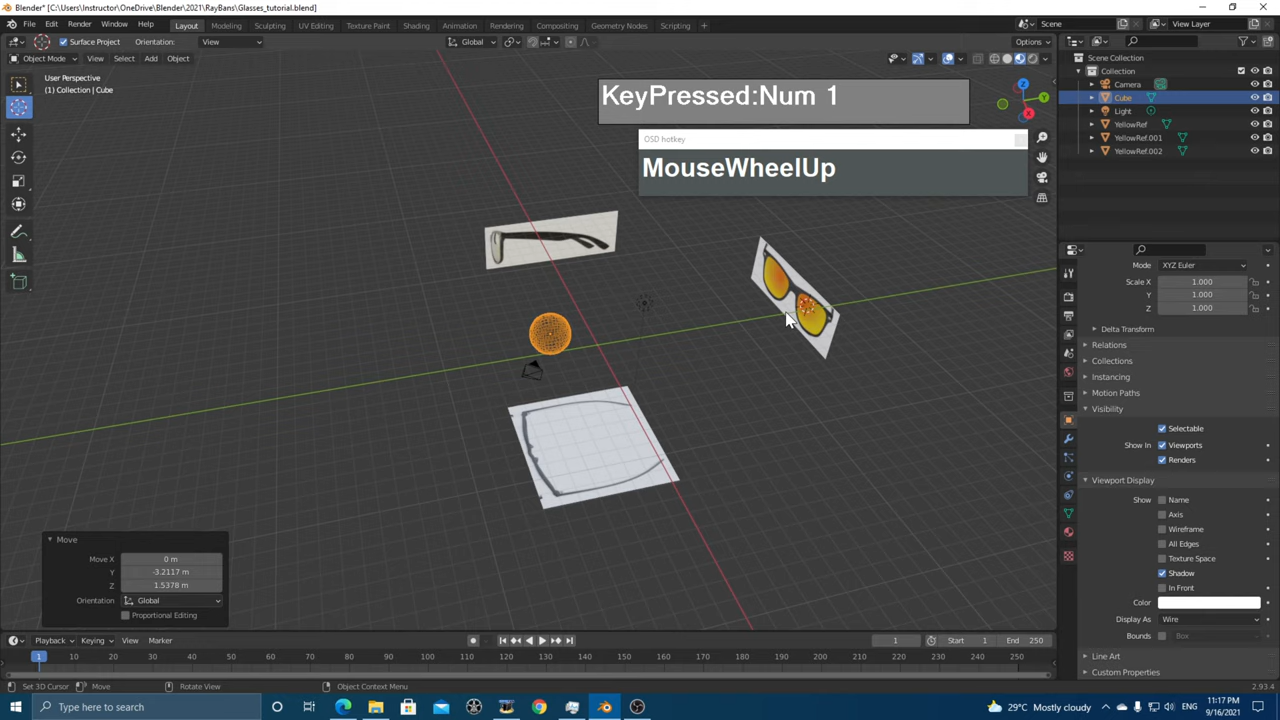 Blender* [C:\Users\Instructor\OneDrive\Blender\2021\RayBans\Glasses_tutorial.blend]
File Edit Render Window Help Layout Modeling Sculpting UV Editing Texture Paint Shading Animation Rendering Compositing Geometry Nodes Scripting + Scene View Layer
Surface Project Orientation: View Global Options
Object Mode View Select Add Object
User Perspective
(1) Collection | Cube
KeyPressed:Num 1
OSD hotkey
MouseWheelUp
Z
Y
X
Scene Collection
Collection
Camera
Cube
Light
YellowRef
YellowRef.001
YellowRef.002
Mode XYZ Euler
Scale X 1.000
Y 1.000
Z 1.000
Delta Transform
Relations
Collections
Instancing
Motion Paths
Visibility
Selectable
Show In Viewports
Renders
Viewport Display
Show Name
Axis
Wireframe
All Edges
Texture Space
Shadow
In Front
Color
Display As Wire
Bounds Box
Line Art
Custom Properties
Move
Move X 0 m
Y -3.2117 m
Z 1.5378 m
Orientation Global
Proportional Editing
Playback Keying View Marker 1 Start 1 End 250
1 10 20 30 40 50 60 70 80 90 100 110 120 130 140 150 160 170 180 190 200 210 220 230 240 250
Set 3D Cursor Move Rotate View Object Context Menu 2.93.4
Type here to search 29°C Mostly cloudy 11:17 PM
9/16/2021